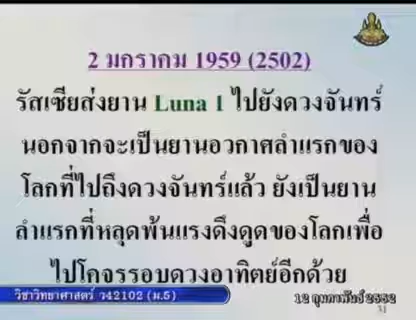 2 มกราคม 1959 (2502)
รัสเซียส่งยาน Luna 1 ไปยังดวงจันทร์
นอกจากจะเป็นยานอวกาศลำแรกของ
โลกที่ไปถึงดวงจันทร์แล้ว ยังเป็นยาน
ลำแรกที่หลุดพ้นแรงดึงดูดของโลกเพื่อ
ไปโคจรรอบดวงอาทิตย์อีกด้วย
วิชาวิทยาศาสตร์ ว42102 (ม.5)
12 กุมภาพันธ์ 2552